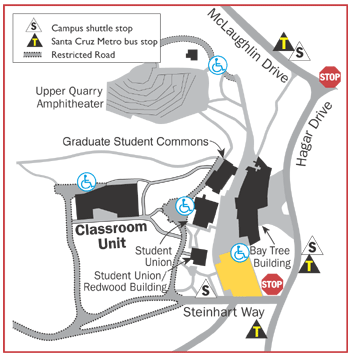 S Campus shuttle stop
T Santa Cruz Metro bus stop
Restricted Road
McLaughlin Drive
S
T
STOP
Upper Quarry
Amphitheater
Hagar Drive
Graduate Student Commons
Classroom
Unit
Student
Union
Student Union/
Redwood Building
Bay Tree
Building
S
T
S
STOP
Steinhart Way
T